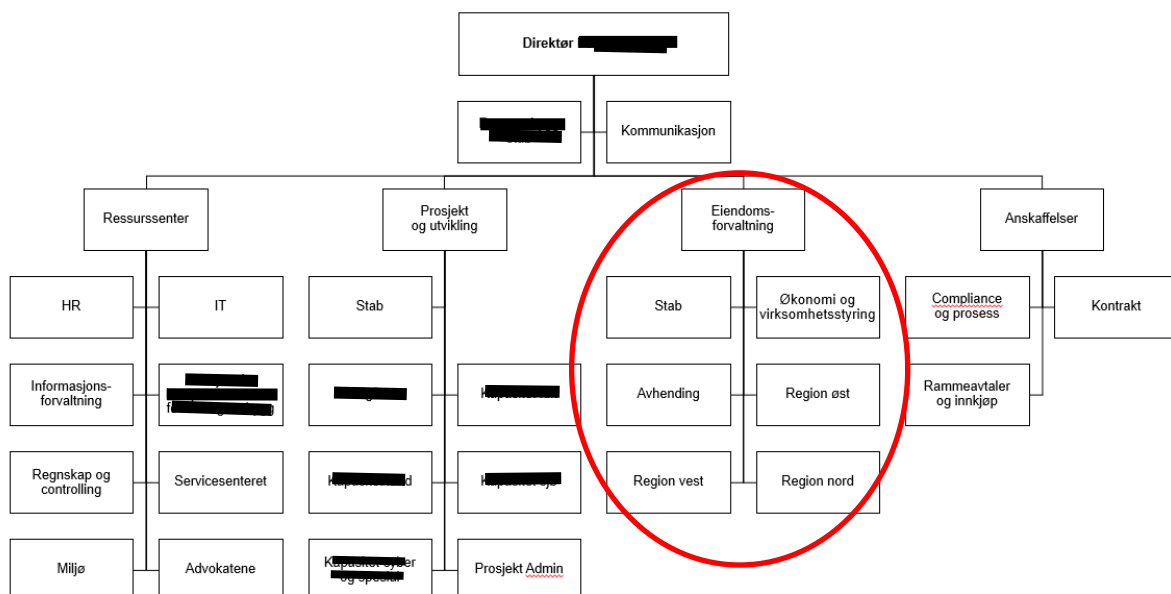 Direktør
Kommunikasjon
Ressurssenter
Prosjekt
og utvikling
Eiendoms-
forvaltning
Anskaffelser
HR
IT
Stab
Stab
Økonomi og
virksomhetsstyring
Compliance
og prosess
Kontrakt
Informasjons-
forvaltning
Avhending
Region øst
Rammeavtaler
og innkjøp
Regnskap og
controlling
Servicesenteret
Region vest
Region nord
Miljø
Advokatene
Prosjekt Admin